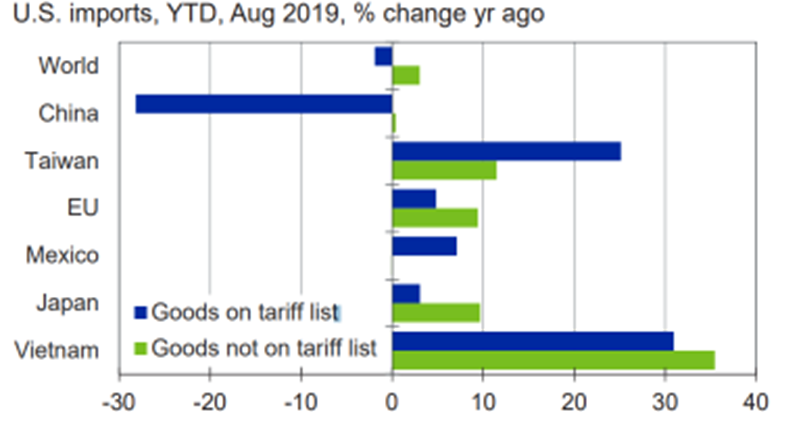 U.S. imports, YTD, Aug 2019, % change yr ago
World
China
Taiwan
EU
Mexico
Japan
Vietnam
Goods on tariff list
Goods not on tariff list
-30 -20 -10 0 10 20 30 40